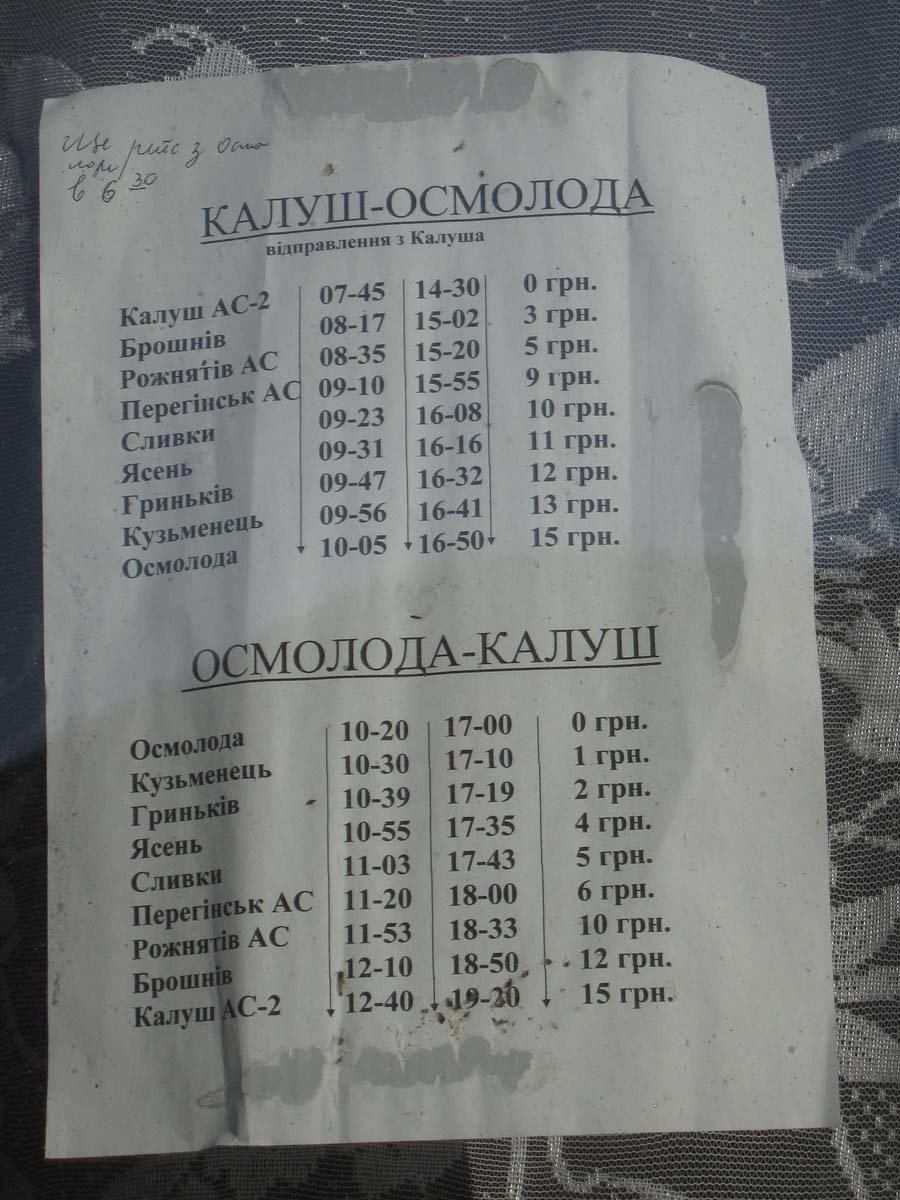 Ще рейс з Осмо
лоди
в 6 30
КАЛУШ-ОСМОЛОДА
відправлення з Калуша
Калуш АС-2 07-45 14-30 0 грн.
Брошнів 08-17 15-02 3 грн.
Рожнятів АС 08-35 15-20 5 грн.
Перегінськ АС 09-10 15-55 9 грн.
Сливки 09-23 16-08 10 грн.
Ясень 09-31 16-16 11 грн.
Гриньків 09-47 16-32 12 грн.
Кузьменець 09-56 16-41 13 грн.
Осмолода 10-05 16-50 15 грн.
ОСМОЛОДА-КАЛУШ
Осмолода 10-20 17-00 0 грн.
Кузьменець 10-30 17-10 1 грн.
Гриньків 10-39 17-19 2 грн.
Ясень 10-55 17-35 4 грн.
Сливки 11-03 17-43 5 грн.
Перегінськ АС 11-20 18-00 6 грн.
Рожнятів АС 11-53 18-33 10 грн.
Брошнів 12-10 18-50 12 грн.
Калуш АС-2 12-40 19-20 15 грн.